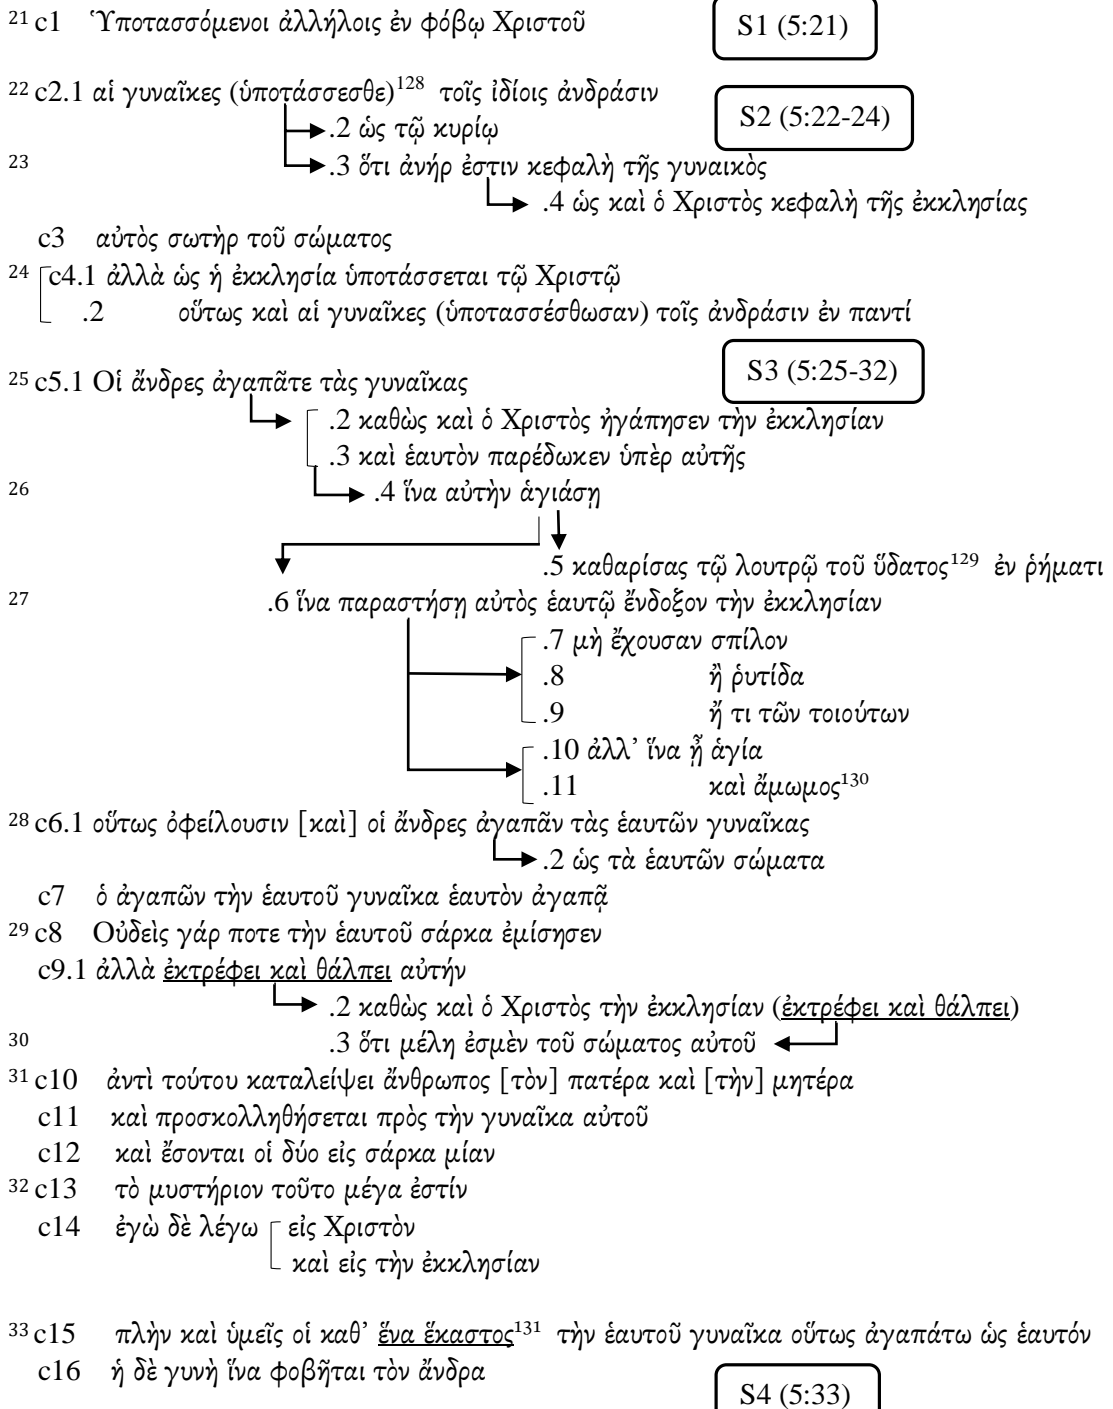 21 c1 Ὑποτασσόμενοι ἀλλήλοις ἐν φόβῳ Χριστοῦ
S1 (5:21)
22 c2.1 αἱ γυναῖκες (ὑποτάσσεσθε)128 τοῖς ἰδίοις ἀνδράσιν
S2 (5:22-24)
.2 ὡς τῷ κυρίῳ
23 .3 ὅτι ἀνήρ ἐστιν κεφαλὴ τῆς γυναικὸς
.4 ὡς καὶ ὁ Χριστὸς κεφαλὴ τῆς ἐκκλησίας
c3 αὐτὸς σωτὴρ τοῦ σώματος
24 c4.1 ἀλλὰ ὡς ἡ ἐκκλησία ὑποτάσσεται τῷ Χριστῷ
.2 οὕτως καὶ αἱ γυναῖκες (ὑποτασσέσθωσαν) τοῖς ἀνδράσιν ἐν παντί
S3 (5:25-32)
25 c5.1 Οἱ ἄνδρες ἀγαπᾶτε τὰς γυναῖκας
.2 καθὼς καὶ ὁ Χριστὸς ἠγάπησεν τὴν ἐκκλησίαν
.3 καὶ ἑαυτὸν παρέδωκεν ὑπὲρ αὐτῆς
26 .4 ἵνα αὐτὴν ἁγιάσῃ
.5 καθαρίσας τῷ λουτρῷ τοῦ ὕδατος129 ἐν ῥήματι
27 .6 ἵνα παραστήσῃ αὐτὸς ἑαυτῷ ἔνδοξον τὴν ἐκκλησίαν
.7 μὴ ἔχουσαν σπίλον
.8 ἢ ῥυτίδα
.9 ἤ τι τῶν τοιούτων
.10 ἀλλ’ ἵνα ᾖ ἁγία
.11 καὶ ἄμωμος130
28 c6.1 οὕτως ὀφείλουσιν [καὶ] οἱ ἄνδρες ἀγαπᾶν τὰς ἑαυτῶν γυναῖκας
.2 ὡς τὰ ἑαυτῶν σώματα
c7 ὁ ἀγαπῶν τὴν ἑαυτοῦ γυναῖκα ἑαυτὸν ἀγαπᾷ
29 c8 Οὐδεὶς γάρ ποτε τὴν ἑαυτοῦ σάρκα ἐμίσησεν
c9.1 ἀλλὰ ἐκτρέφει καὶ θάλπει αὐτήν
.2 καθὼς καὶ ὁ Χριστὸς τὴν ἐκκλησίαν (ἐκτρέφει καὶ θάλπει)
30 .3 ὅτι μέλη ἐσμὲν τοῦ σώματος αὐτοῦ
31 c10 ἀντὶ τούτου καταλείψει ἄνθρωπος [τὸν] πατέρα καὶ [τὴν] μητέρα
c11 καὶ προσκολληθήσεται πρὸς τὴν γυναῖκα αὐτοῦ
c12 καὶ ἔσονται οἱ δύο εἰς σάρκα μίαν
32 c13 τὸ μυστήριον τοῦτο μέγα ἐστίν
c14 ἐγὼ δὲ λέγω εἰς Χριστὸν
καὶ εἰς τὴν ἐκκλησίαν
33 c15 πλὴν καὶ ὑμεῖς οἱ καθ’ ἕνα ἕκαστος131 τὴν ἑαυτοῦ γυναῖκα οὕτως ἀγαπάτω ὡς ἑαυτόν
c16 ἡ δὲ γυνὴ ἵνα φοβῆται τὸν ἄνδρα
S4 (5:33)